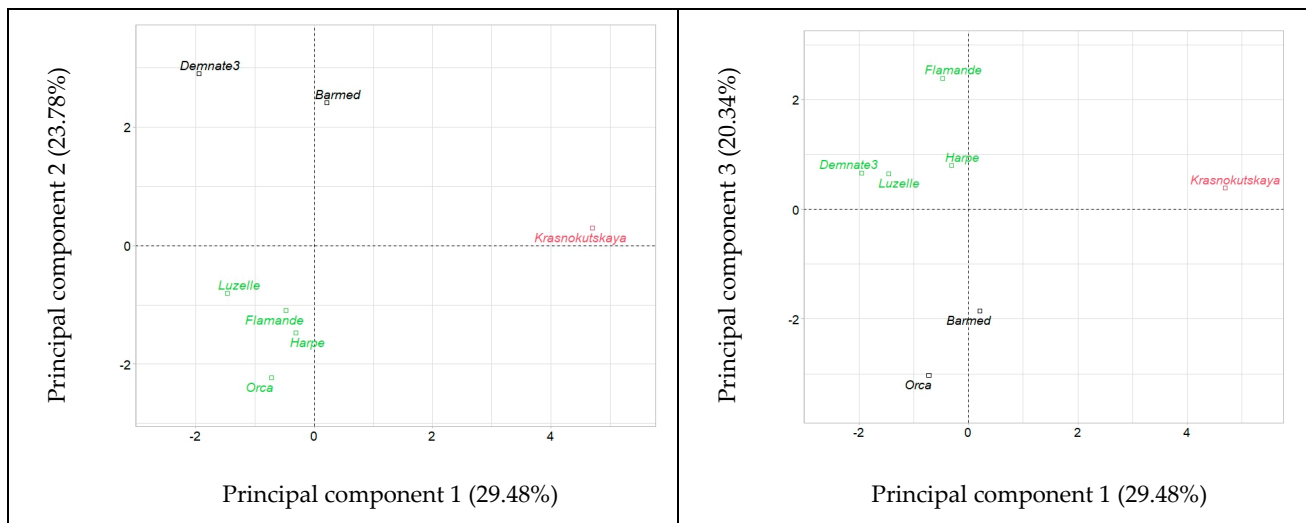 Principal component 2 (23.78%)
Demnate3
Barmed
2
Krasnokutskaya
0
Luzelle
Flamande
Harpe
Orca
-2
-2
0
2
4
Principal component 1 (29.48%)
Principal component 3 (20.34%)
Flamande
2
Harpe
Demnate3
Luzelle
Krasnokutskaya
0
-2
Barmed
Orca
-2
0
2
4
Principal component 1 (29.48%)